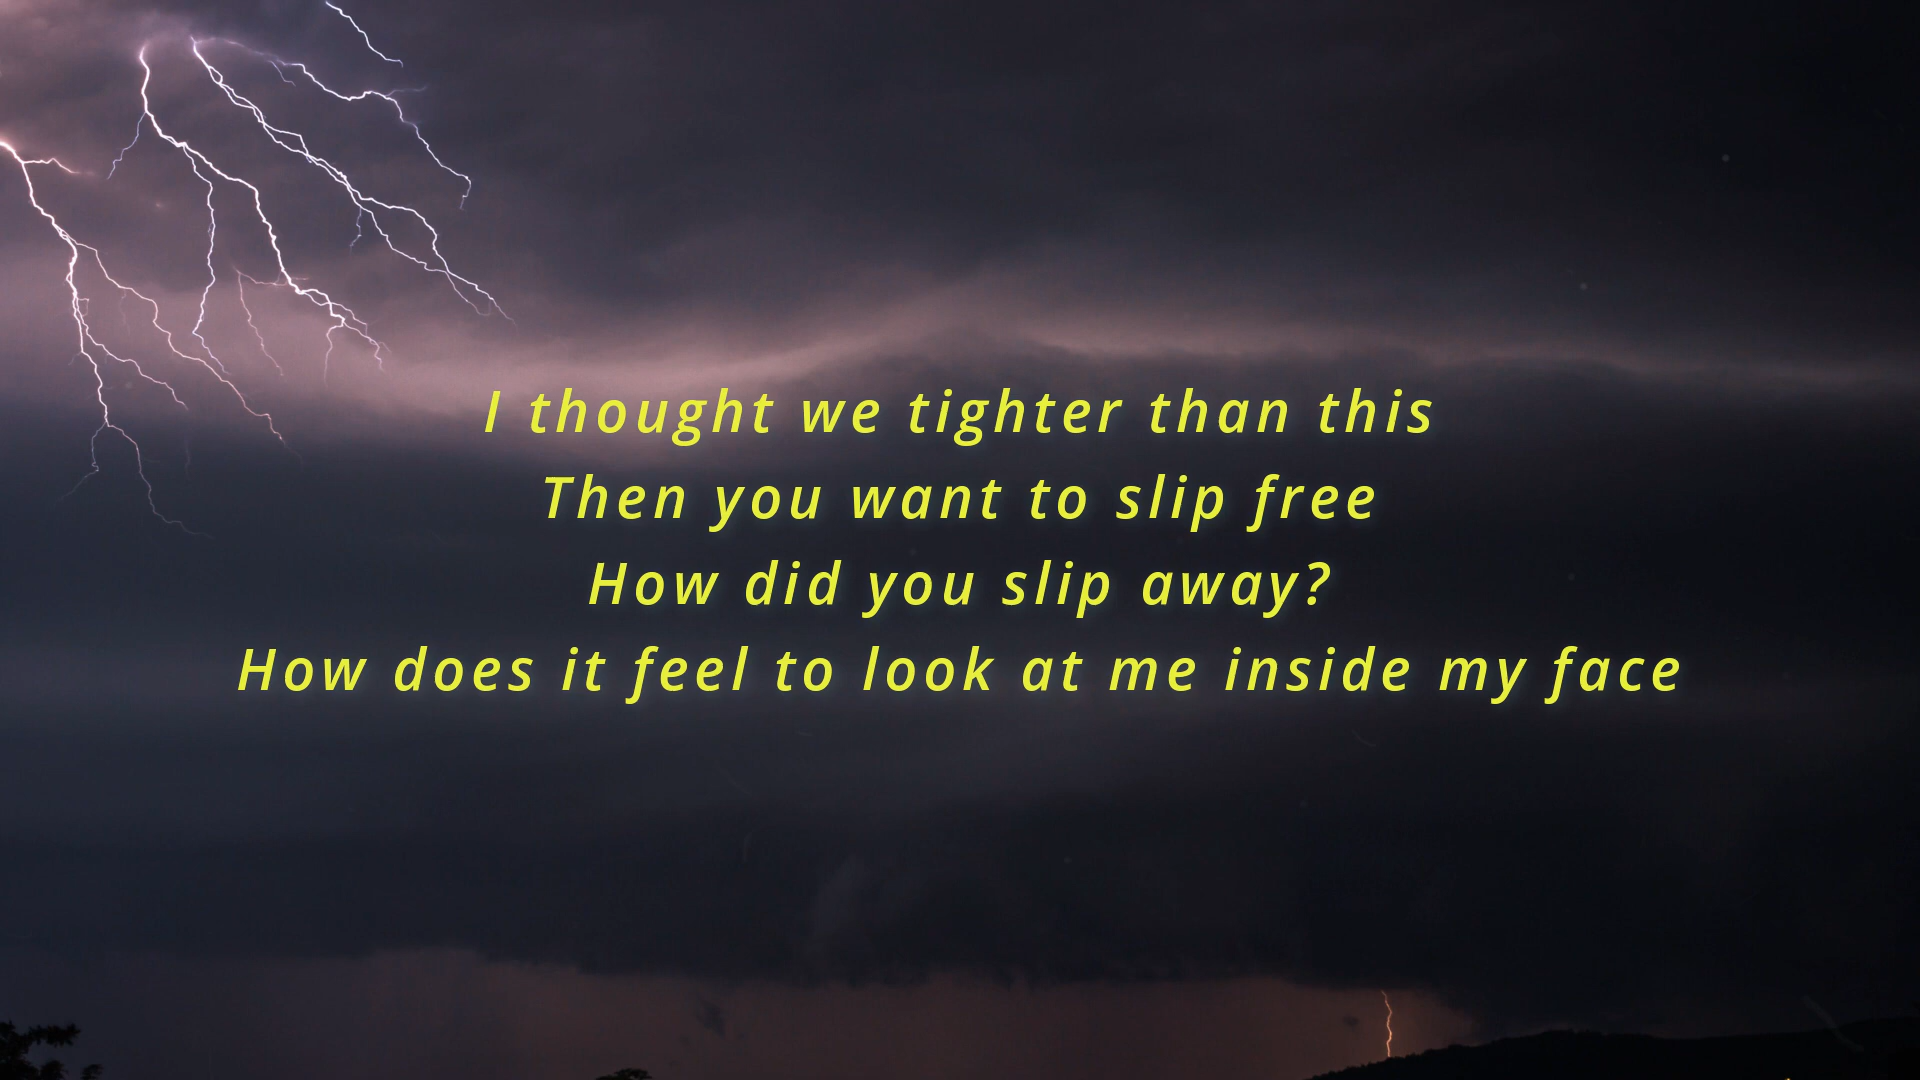 I thought we tighter than this
Then you want to slip free
How did you slip away?
How does it feel to look at me inside my face